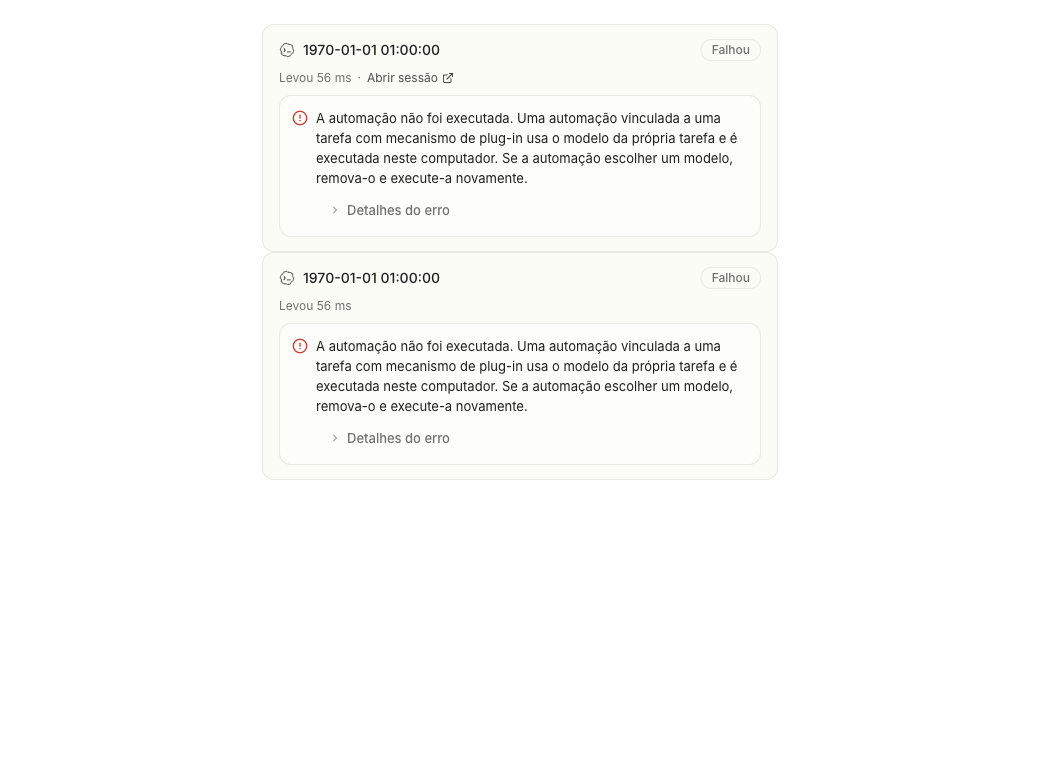 1970-01-01 01:00:00 Falhou
Levou 56 ms · Abrir sessão
A automação não foi executada. Uma automação vinculada a uma
tarefa com mecanismo de plug-in usa o modelo da própria tarefa e é
executada neste computador. Se a automação escolher um modelo,
remova-o e execute-a novamente.
Detalhes do erro
1970-01-01 01:00:00 Falhou
Levou 56 ms
A automação não foi executada. Uma automação vinculada a uma
tarefa com mecanismo de plug-in usa o modelo da própria tarefa e é
executada neste computador. Se a automação escolher um modelo,
remova-o e execute-a novamente.
Detalhes do erro